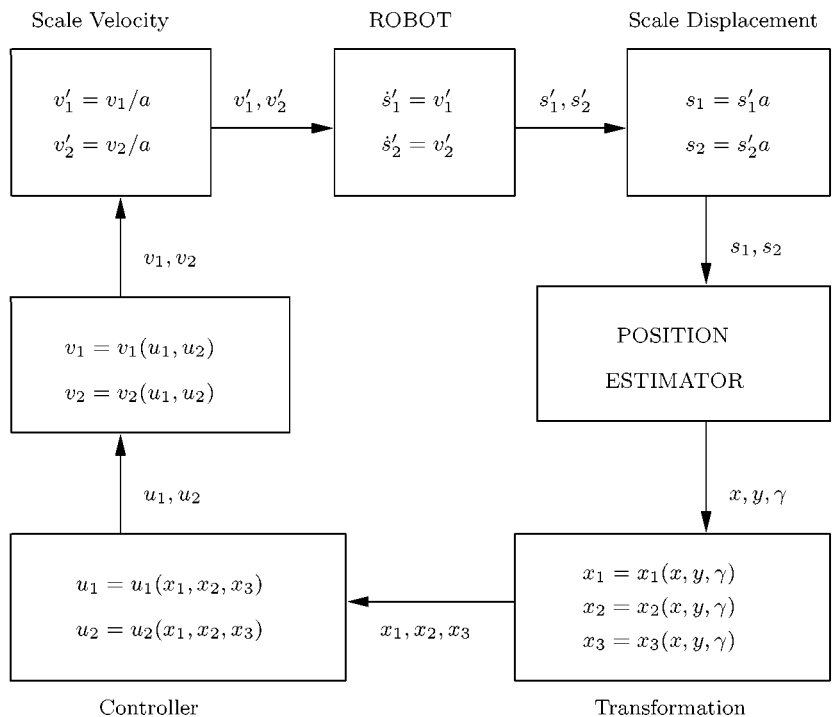 Scale Velocity
ROBOT
Scale Displacement
v′₁ = v₁/a
v′₂ = v₂/a
v′₁, v′₂
ṡ′₁ = v′₁
ṡ′₂ = v′₂
s′₁, s′₂
s₁ = s′₁a
s₂ = s′₂a
v₁, v₂
s₁, s₂
v₁ = v₁(u₁, u₂)
v₂ = v₂(u₁, u₂)
POSITION
ESTIMATOR
u₁, u₂
x, y, γ
u₁ = u₁(x₁, x₂, x₃)
u₂ = u₂(x₁, x₂, x₃)
x₁, x₂, x₃
x₁ = x₁(x, y, γ)
x₂ = x₂(x, y, γ)
x₃ = x₃(x, y, γ)
Controller
Transformation